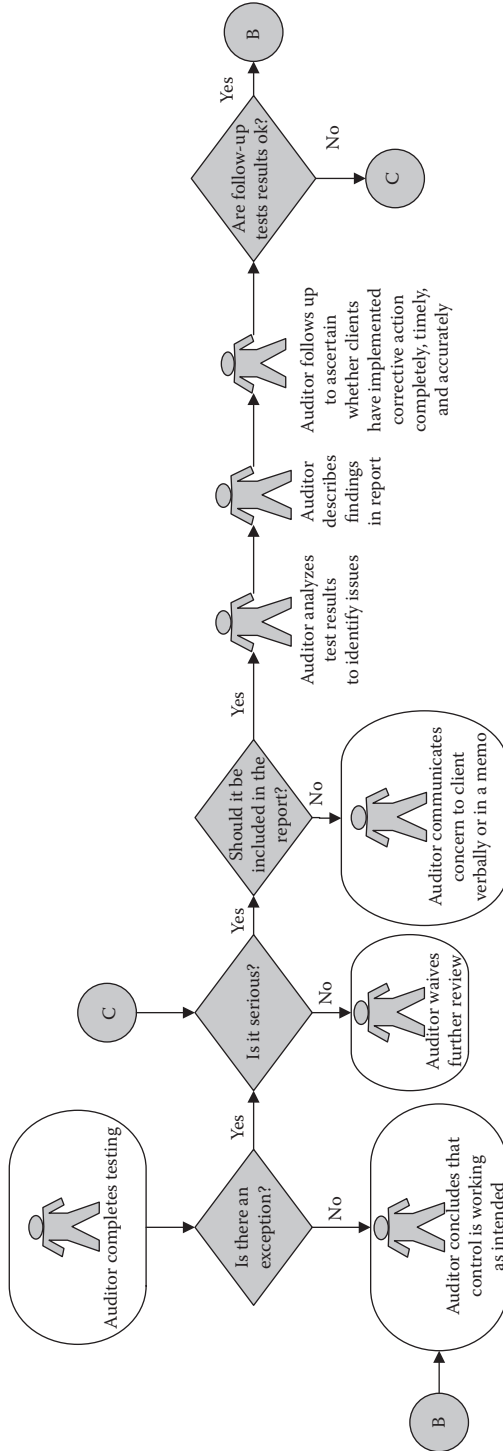 Auditor completes testing
Is there an
exception?
Yes
No
Auditor concludes that
control is working
as intended
B
C
Is it serious?
Yes
No
Auditor waives
further review
Should it be
included in the
report?
Yes
No
Auditor communicates
concern to client
verbally or in a memo
Auditor analyzes
test results
to identify issues
Auditor
describes
findings
in report
Auditor follows up
to ascertain
whether clients
have implemented
corrective action
completely, timely,
and accurately
Are follow-up
tests results ok?
Yes
No
B
C